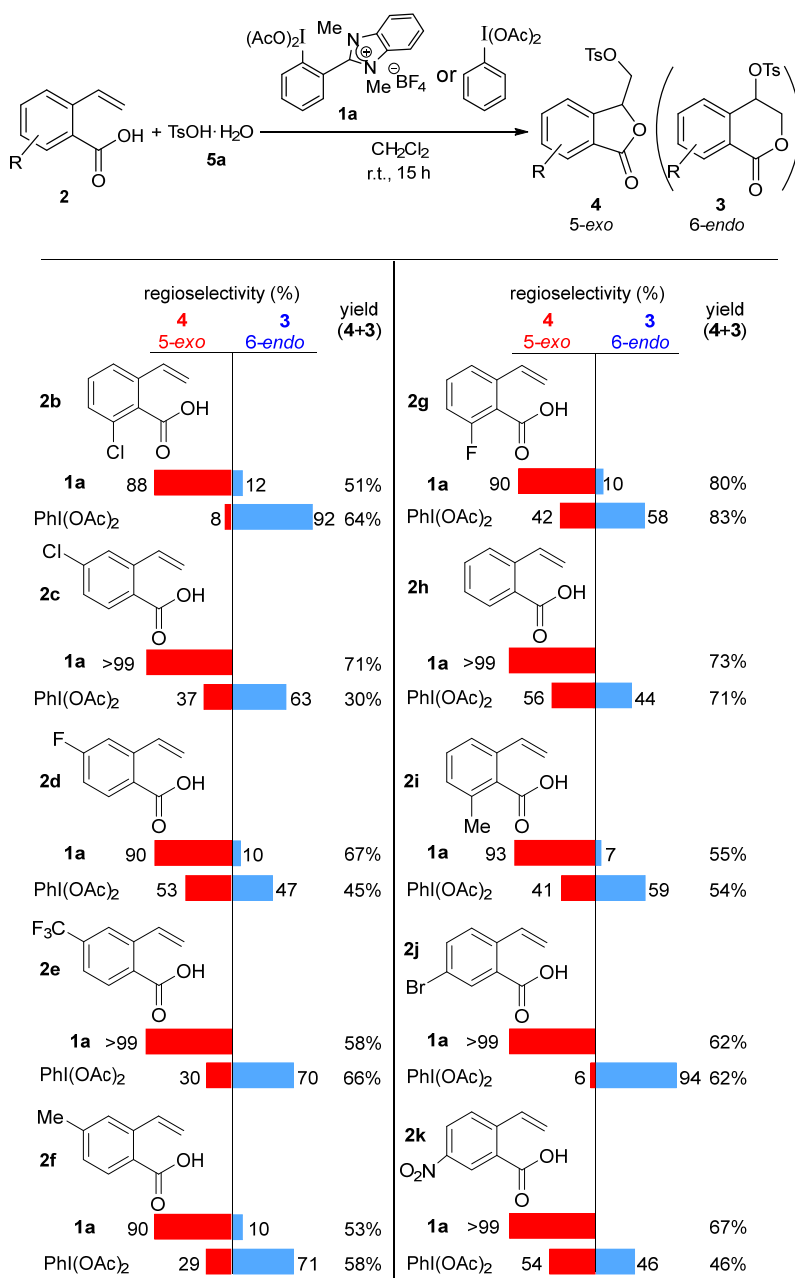 (AcO)2I
Me
N
⊕
N
Me
⊖
BF4
1a
or
I(OAc)2
R
OH
O
2
+ TsOH·H2O
5a
CH2Cl2
r.t., 15 h
TsO
O
O
R
4
5-exo
OTs
O
O
R
3
6-endo
regioselectivity (%)
4 3
5-exo 6-endo
yield
(4+3)
2b
OH
O
Cl
1a 88 12 51%
PhI(OAc)2 8 92 64%
Cl
2c
OH
O
1a >99 71%
PhI(OAc)2 37 63 30%
F
2d
OH
O
1a 90 10 67%
PhI(OAc)2 53 47 45%
F3C
2e
OH
O
1a >99 58%
PhI(OAc)2 30 70 66%
Me
2f
OH
O
1a 90 10 53%
PhI(OAc)2 29 71 58%
regioselectivity (%)
4 3
5-exo 6-endo
yield
(4+3)
2g
OH
O
F
1a 90 10 80%
PhI(OAc)2 42 58 83%
2h
OH
O
1a >99 73%
PhI(OAc)2 56 44 71%
2i
OH
O
Me
1a 93 7 55%
PhI(OAc)2 41 59 54%
2j
OH
Br
O
1a >99 62%
PhI(OAc)2 6 94 62%
2k
OH
O2N
O
1a >99 67%
PhI(OAc)2 54 46 46%